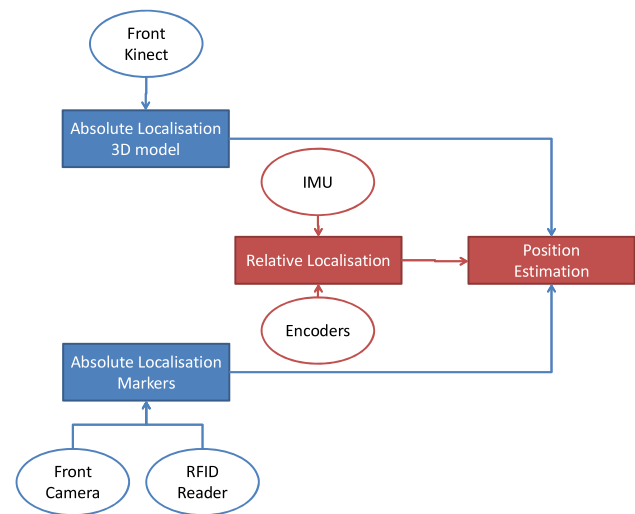 Front
Kinect
Absolute Localisation
3D model
IMU
Relative Localisation
Position
Estimation
Encoders
Absolute Localisation
Markers
Front
Camera
RFID
Reader